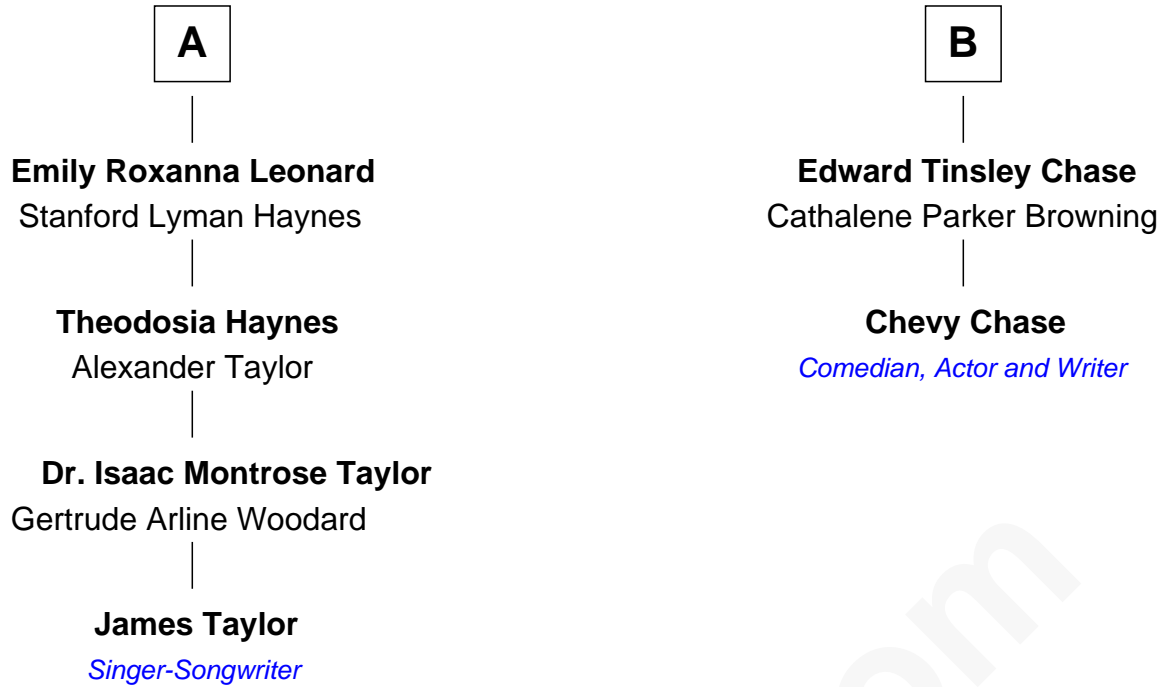 A
Emily Roxanna Leonard
Stanford Lyman Haynes
Theodosia Haynes
Alexander Taylor
Dr. Isaac Montrose Taylor
Gertrude Arline Woodard
James Taylor
Singer-Songwriter
B
Edward Tinsley Chase
Cathalene Parker Browning
Chevy Chase
Comedian, Actor and Writer
om